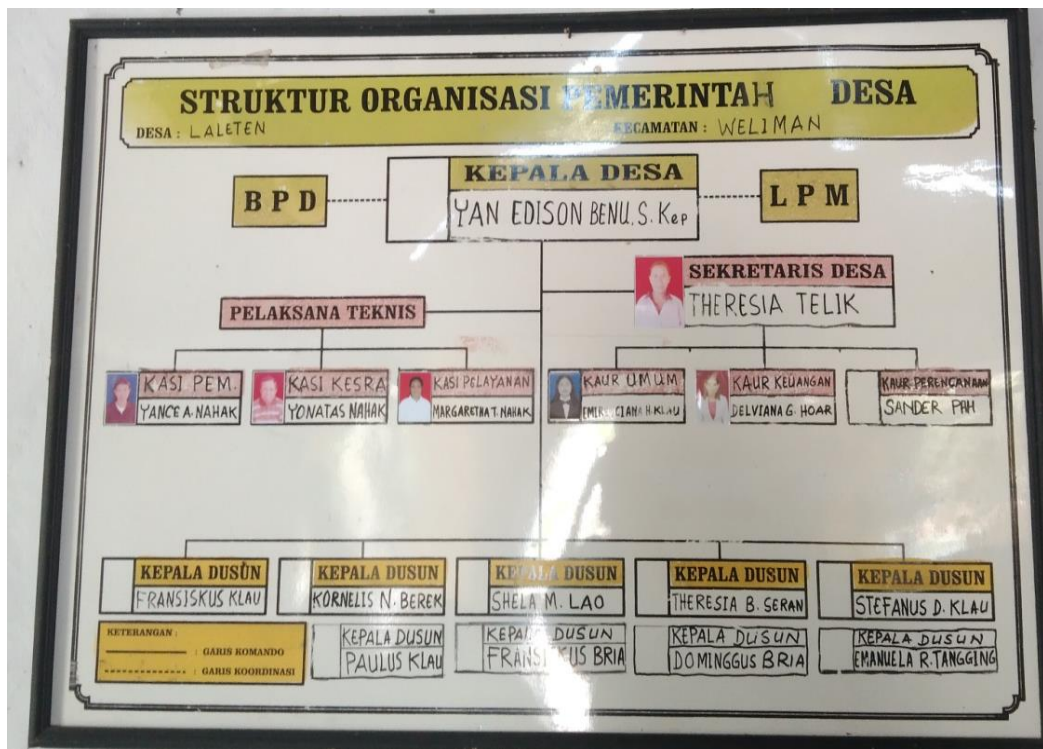 STRUKTUR ORGANISASI PEMERINTAH DESA
DESA : LALETEN KECAMATAN : WELIMAN
KEPALA DESA
B P D
L P M
YAN EDISON BENU, S. Kep
SEKRETARIS DESA
THERESIA TELIK
PELAKSANA TEKNIS
KASI PEM. KASI KESRA KASI PELAYANAN KAUR UMUM KAUR KEUANGAN KAUR PERENCANAAN
YANCE A. NAHAK YONATAS NAHAK MARGARETHA T. NAHAK H. KLAU DELVIANA G. HOAR SANDER PAH
KEPALA DUSUN KEPALA DUSUN KEPALA DUSUN KEPALA DUSUN KEPALA DUSUN
FRANSISKUS KLAU KORNELIS N. BEREK SHELA M. LAO THERESIA B. SERAN STEFANUS D. KLAU
KETERANGAN :
: GARIS KOMANDO
: GARIS KOORDINASI
KEPALA DUSUN KEPALA DUSUN KEPALA DUSUN KEPALA DUSUN
PAULUS KLAU FRANSISKUS BRIA DOMINGGUS BRIA EMANUELA R. TANGGING